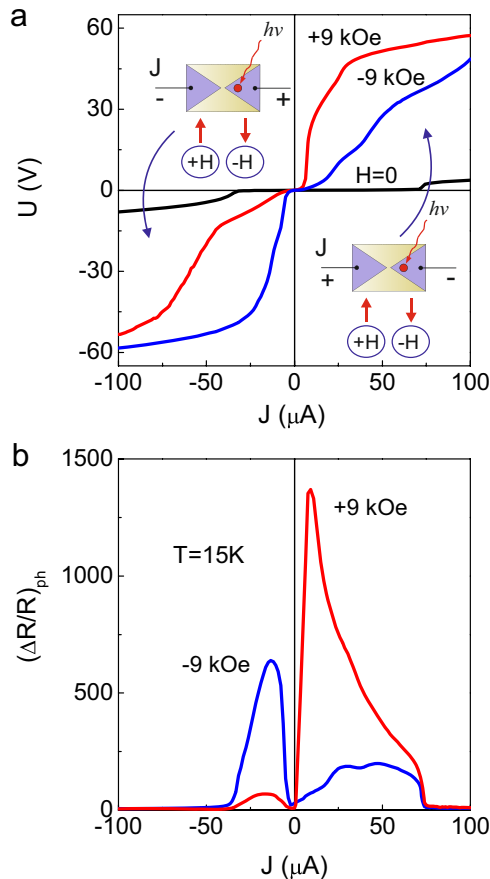 a
60
30
0
-30
-60
U (V)
hν
J
-
+
+H
-H
+9 kOe
-9 kOe
H=0
hν
J
+
-
+H
-H
-100
-50
0
50
100
J (μA)
b
1500
1000
500
0
(ΔR/R)ph
T=15K
+9 kOe
-9 kOe
-100
-50
0
50
100
J (μA)